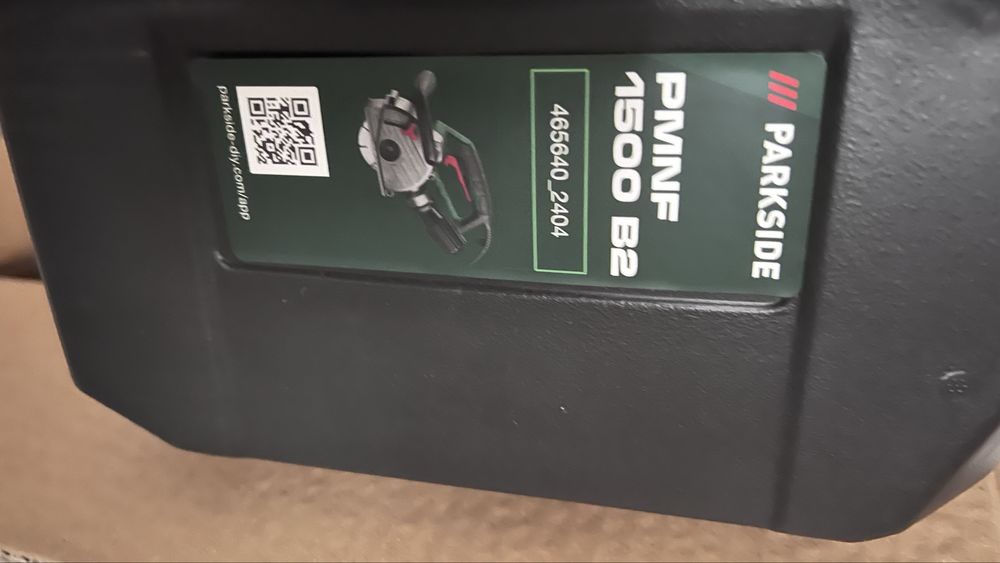 PARKSIDE
PMNF
1500 B2
465640_2404
parkside-diy.com/app